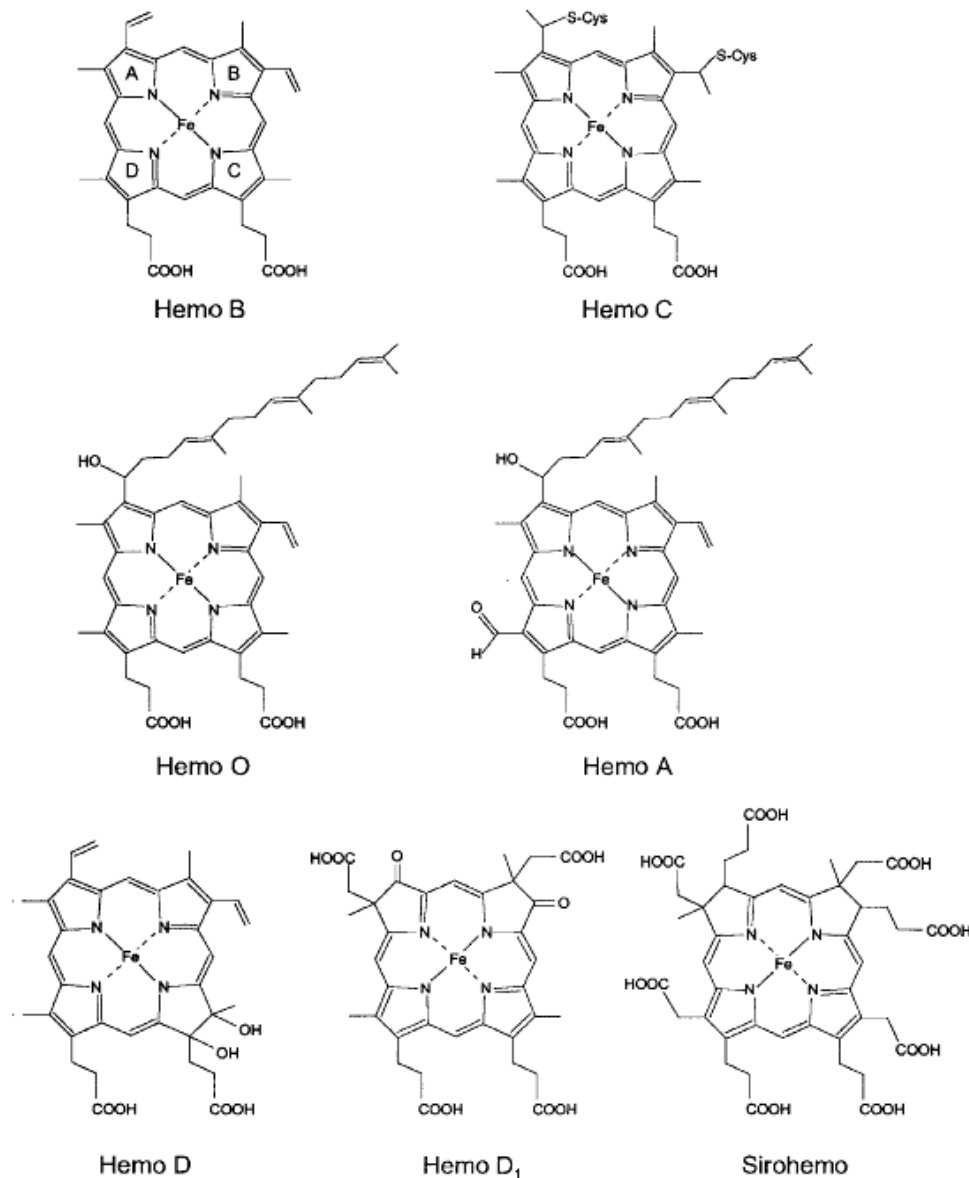 A B
N N
Fe
N N
D C
COOH COOH
Hemo B
S-Cys
S-Cys
N N
Fe
N N
COOH COOH
Hemo C
HO
N N
Fe
N N
COOH COOH
Hemo O
HO
N N
Fe
N N
O
H
COOH COOH
Hemo A
N N
Fe
N N
OH
OH
COOH COOH
Hemo D
HOOC O COOH
O
N N
Fe
N N
COOH COOH
Hemo D₁
COOH
HOOC COOH
N N
COOH
Fe
HOOC N N
COOH
COOH COOH
Sirohemo